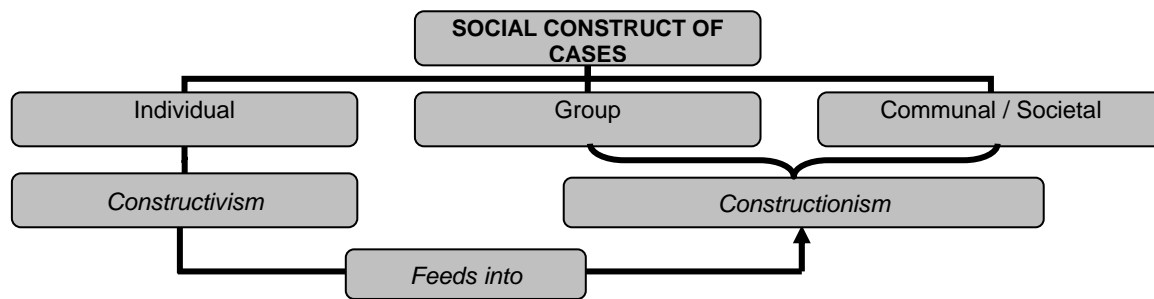 SOCIAL CONSTRUCT OF
CASES
Individual
Group
Communal / Societal
Constructivism
Constructionism
Feeds into